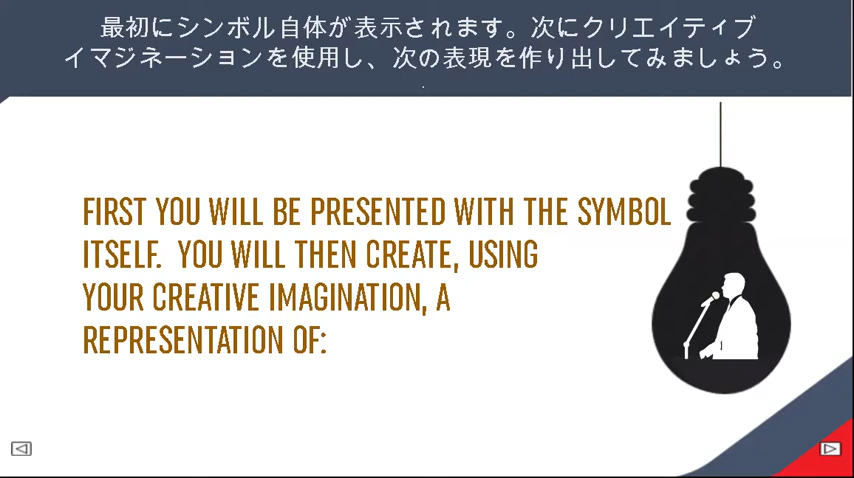 最初にシンボル自体が表示されます。次にクリエイティブ
イマジネーションを使用し、次の表現を作り出してみましょう。
FIRST YOU WILL BE PRESENTED WITH THE SYMBOL
ITSELF. YOU WILL THEN CREATE, USING
YOUR CREATIVE IMAGINATION, A
REPRESENTATION OF: